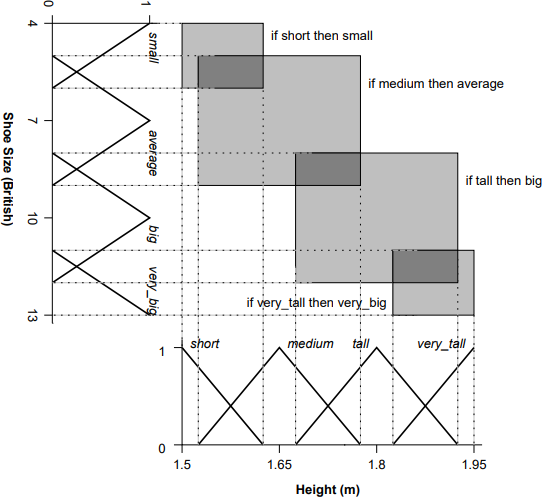 0 1
4 small if short then small
if medium then average
7 average
if tall then big
10 big
13 very_big if very_tall then very_big
Shoe Size (British)
1 short medium tall very_tall
0
1.5 1.65 1.8 1.95
Height (m)